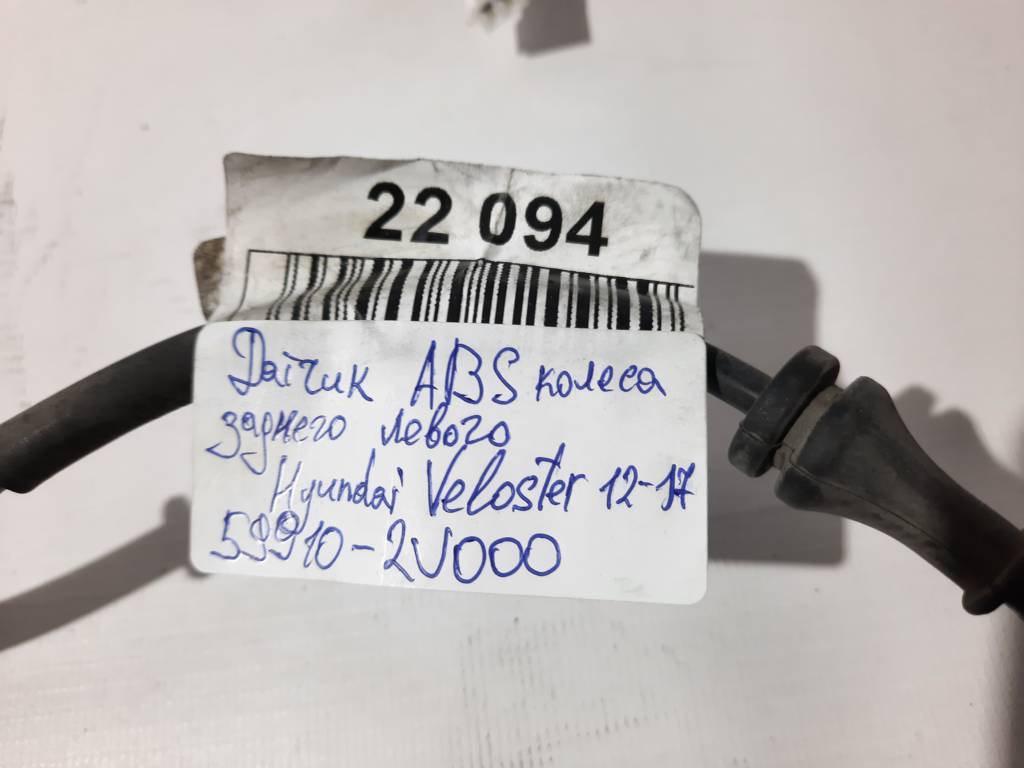 22 094
Датчик ABS колеса
заднего левого
Hyundai Veloster 12-17
59910-2V000